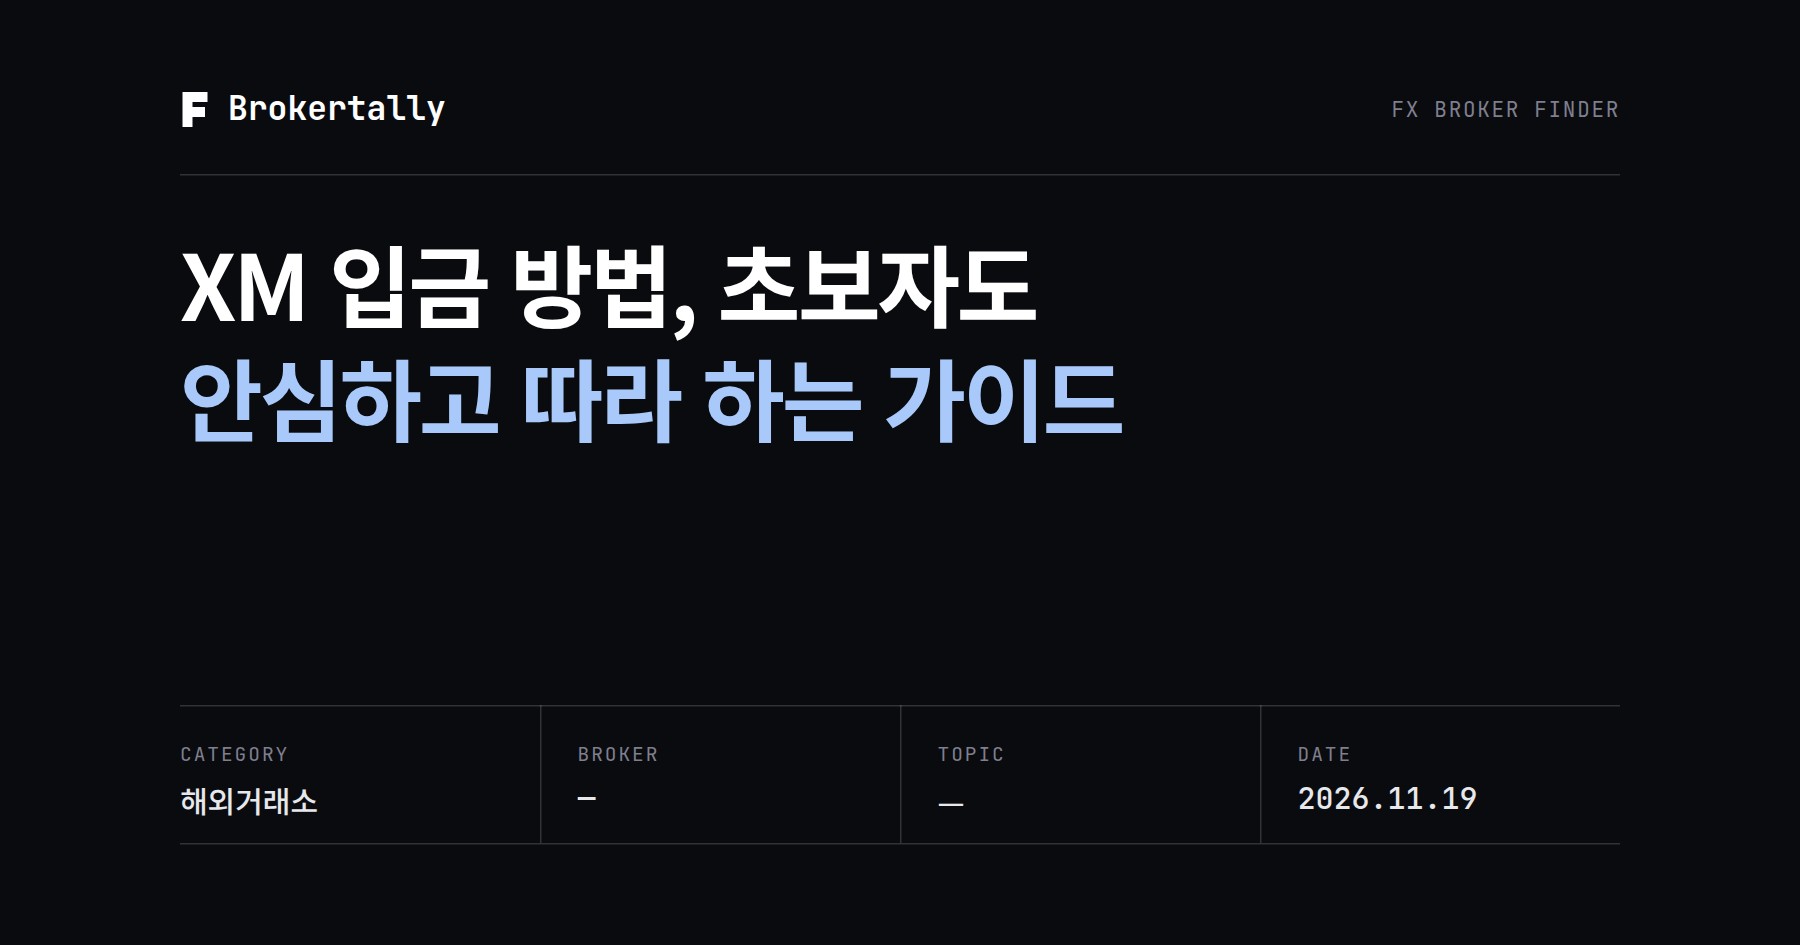 Brokertally
FX BROKER FINDER
XM 입금 방법, 초보자도
안심하고 따라 하는 가이드
CATEGORY
해외거래소
BROKER
—
TOPIC
—
DATE
2026.11.19